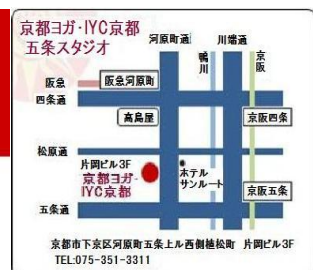 京都ヨガ・IYC京都
五条スタジオ
河原町通
川端通
鴨川
京阪
阪急
阪急河原町
四条通
高島屋
京阪四条
松原通
片岡ビル3F
京都ヨガ-
IYC京都
ホテル
サンルート
京阪五条
五条通
京都市下京区河原町五条上ル西側植松町 片岡ビル3F
TEL:075-351-3311